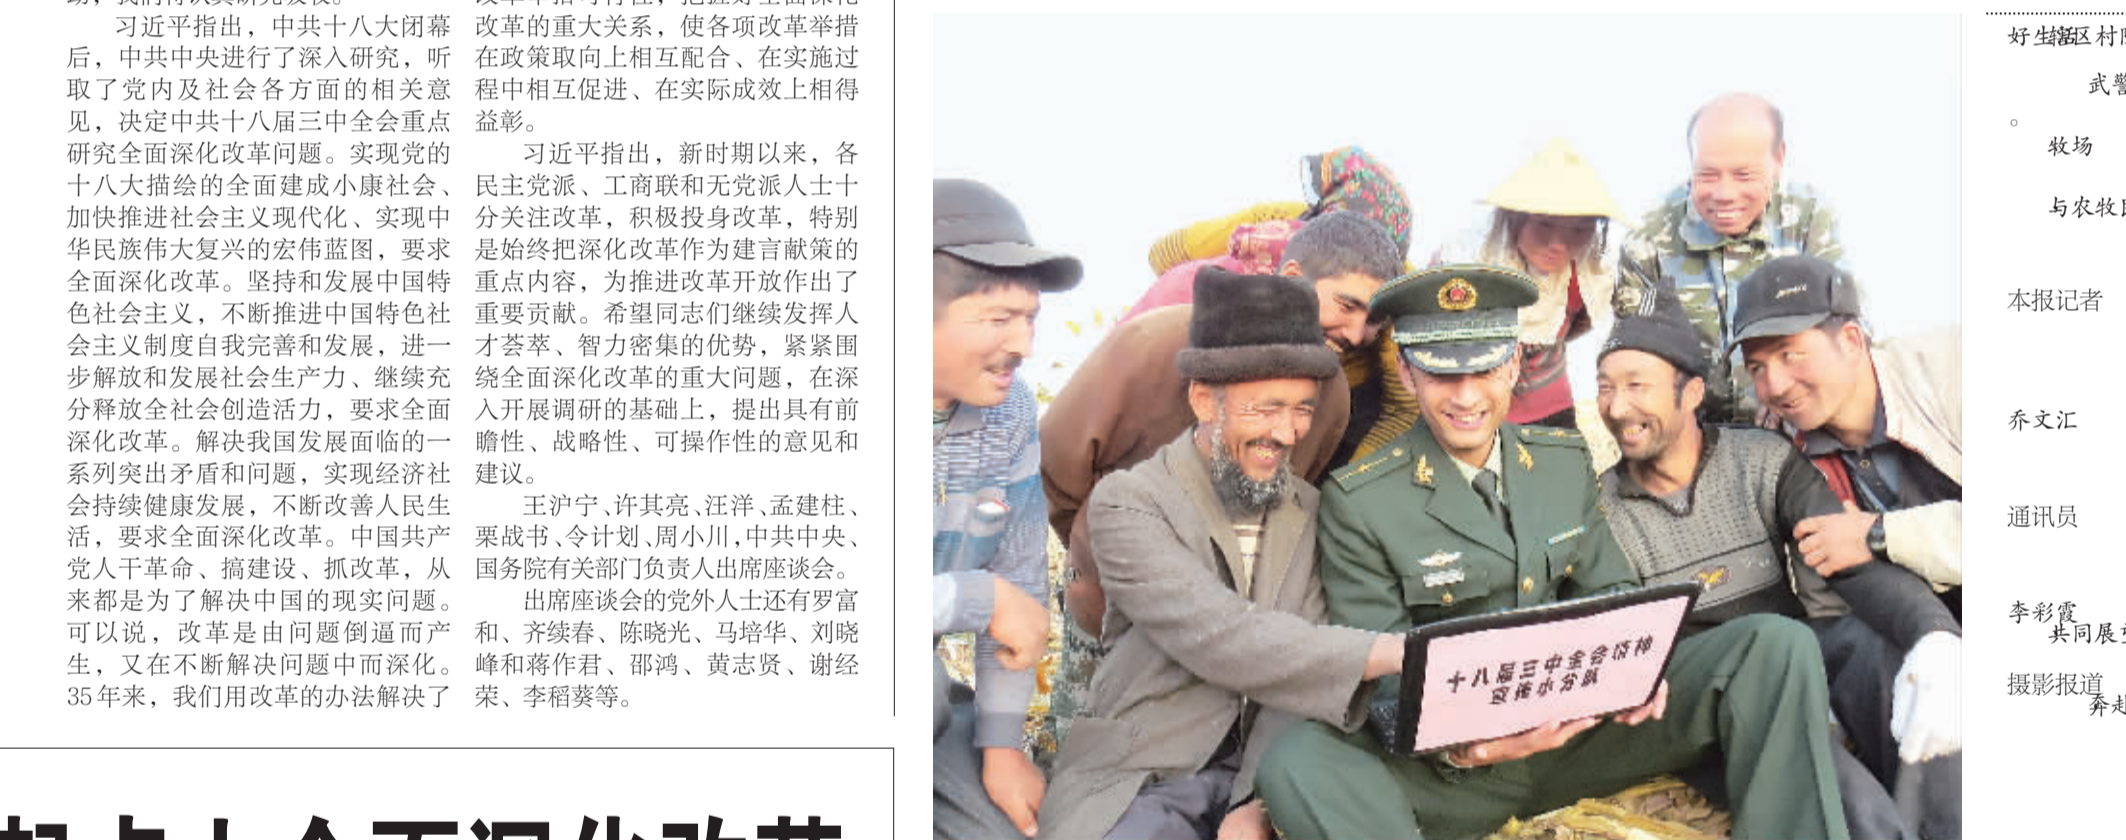 习近平指出，中共十八大闭幕
后，中共中央进行了深入研究，听
取了党内及社会各方面的相关意
见，决定中共十八届三中全会重点
研究全面深化改革问题。实现党的
十八大描绘的全面建成小康社会、
加快推进社会主义现代化、实现中
华民族伟大复兴的宏伟蓝图，要求
全面深化改革。坚持和发展中国特
色社会主义，不断推进中国特色社
会主义制度自我完善和发展，进一
步解放和发展社会生产力、继续充
分释放全社会创造活力，要求全面
深化改革。解决我国发展面临的一
系列突出矛盾和问题，实现经济社
会持续健康发展，不断改善人民生
活，要求全面深化改革。中国共产
党人干革命、搞建设、抓改革，从
来都是为了解决中国的现实问题。
可以说，改革是由问题倒逼而产
生，又在不断解决问题中而深化。
35年来，我们用改革的办法解决了
改革的重大关系，使各项改革举措
在政策取向上相互配合、在实施过
程中相互促进、在实际成效上相得
益彰。
习近平指出，新时期以来，各
民主党派、工商联和无党派人士十
分关注改革，积极投身改革，特别
是始终把深化改革作为建言献策的
重点内容，为推进改革开放作出了
重要贡献。希望同志们继续发挥人
才荟萃、智力密集的优势，紧紧围
绕全面深化改革的重大问题，在深
入开展调研的基础上，提出具有前
瞻性、战略性、可操作性的意见和
建议。
王沪宁、许其亮、汪洋、孟建柱、
栗战书、令计划、周小川，中共中央、
国务院有关部门负责人出席座谈会。
出席座谈会的党外人士还有罗富
和、齐续春、陈晓光、马培华、刘晓
峰和蒋作君、邵鸿、黄志贤、谢经
荣、李稻葵等。
十八届三中全会精神
宣传小分队
好生 区村
武警
。
牧场
与农牧
本报记者
乔文汇
通讯员
李彩霞
共同展
摄影报道
奔赴